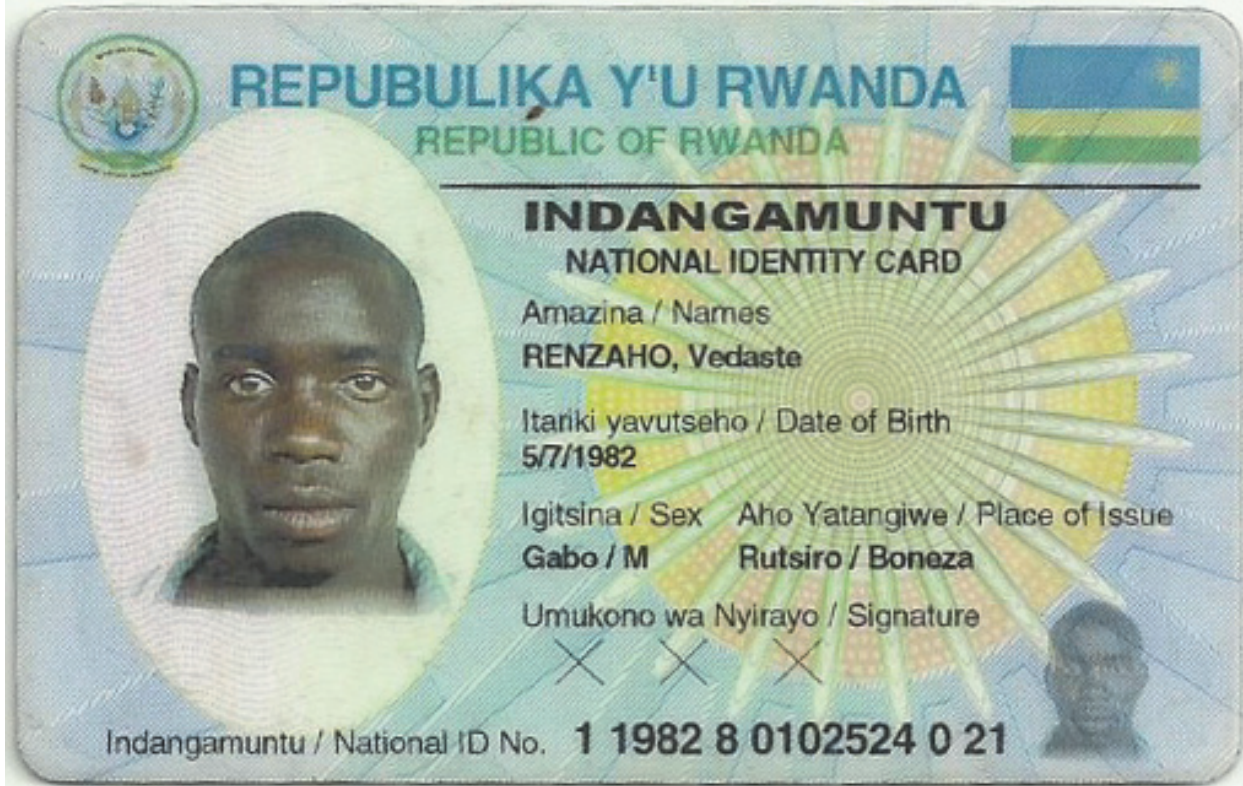 REPUBULIKA Y'U RWANDA
REPUBLIC OF RWANDA
INDANGAMUNTU
NATIONAL IDENTITY CARD
Amazina / Names
RENZAHO, Vedaste
Itariki yavutseho / Date of Birth
5/7/1982
Igitsina / Sex Aho Yatangiwe / Place of Issue
Gabo / M Rutsiro / Boneza
Umukono wa Nyirayo / Signature
Indangamuntu / National ID No. 1 1982 8 0102524 0 21